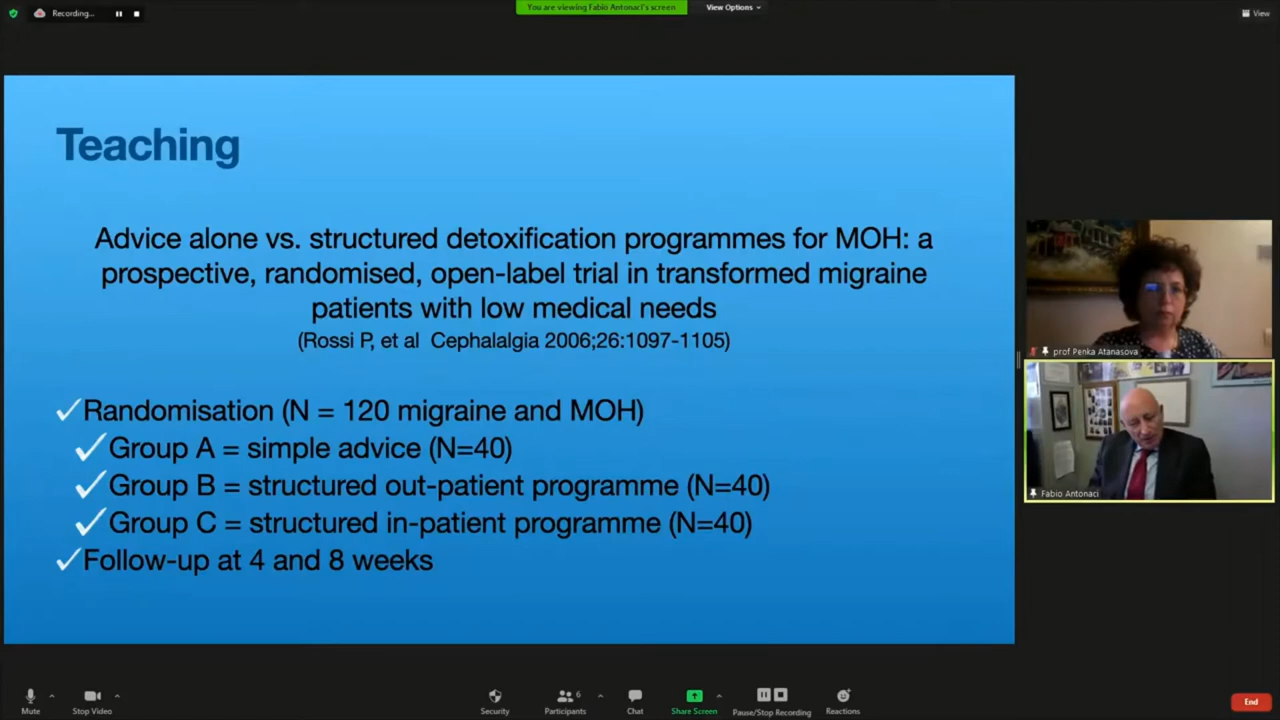 Recording...
You are viewing Fabio Antonaci's screen
View Options
View
Teaching
Advice alone vs. structured detoxification programmes for MOH: a
prospective, randomised, open-label trial in transformed migraine
patients with low medical needs
(Rossi P, et al Cephalalgia 2006;26:1097-1105)
Randomisation (N = 120 migraine and MOH)
Group A = simple advice (N=40)
Group B = structured out-patient programme (N=40)
Group C = structured in-patient programme (N=40)
Follow-up at 4 and 8 weeks
prof Penka Atanasova
Fabio Antonaci
Mute
Stop Video
Security
Participants
6
Chat
Share Screen
Pause/Stop Recording
Reactions
End